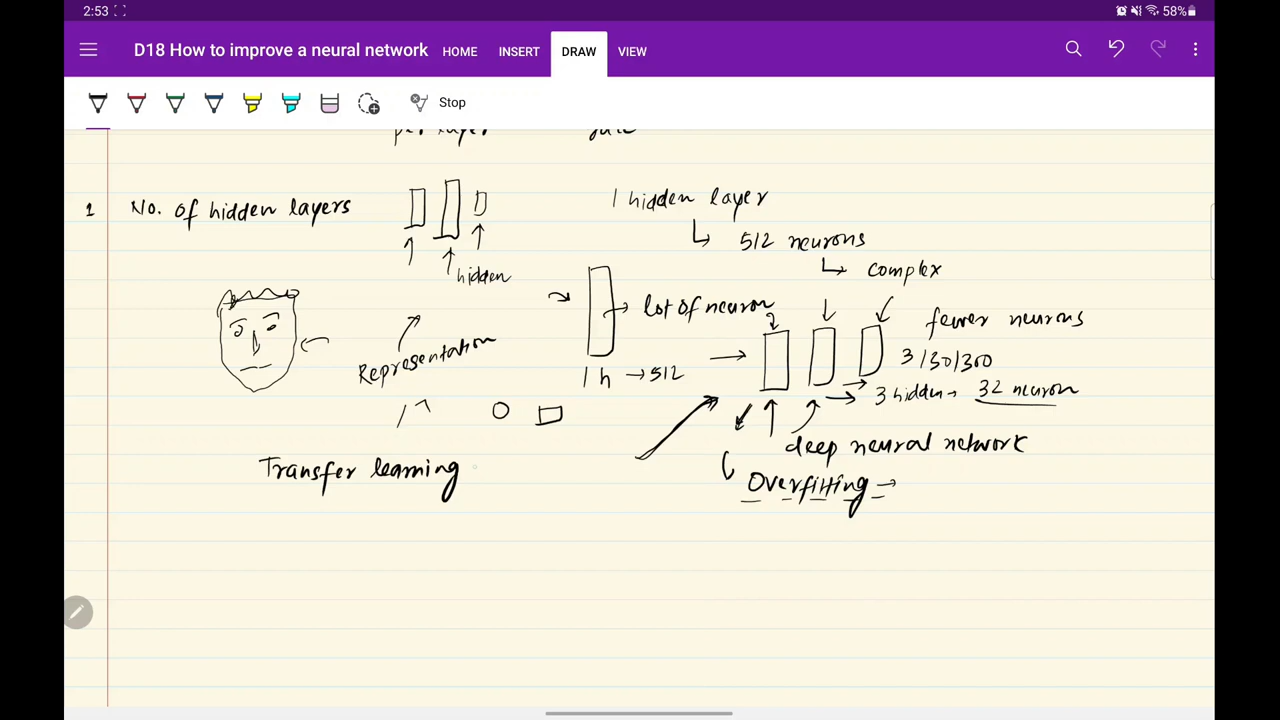 2:53
58%
D18 How to improve a neural network HOME INSERT DRAW VIEW
Stop
per layer
1 No. of hidden layers
hidden
1 hidden layer
512 neurons
complex
lot of neuron
fewer neurons
3/30/300
1 h → 512
3 hidden → 32 neuron
Representation
deep neural network
Transfer learning
Overfitting →